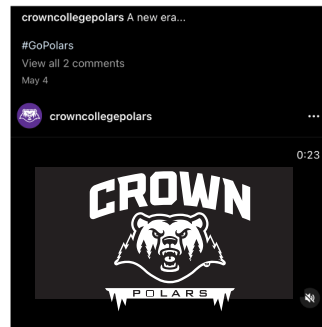 crowncollegepolars A new era...
#GoPolars
View all 2 comments
May 4
crowncollegepolars
0:23
CROWN
POLARS